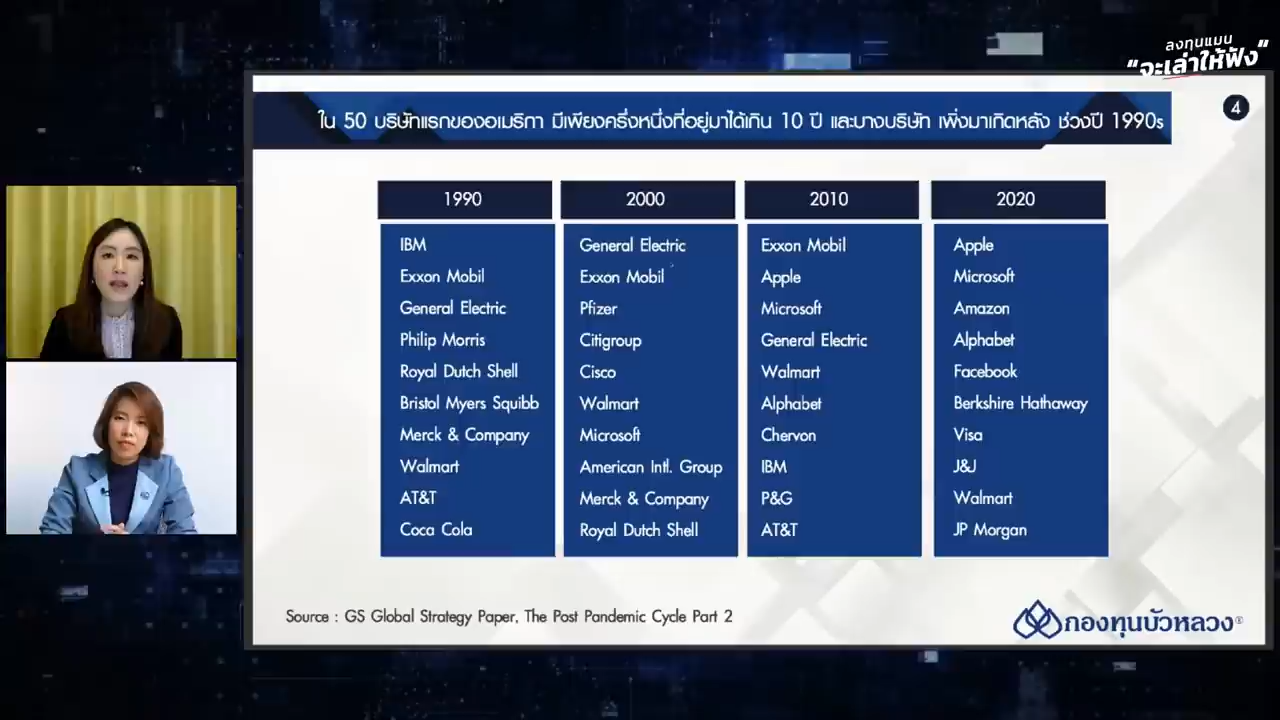 ลงทุนแมน
“จะเล่าให้ฟัง“
4
ใน 50 บริษัทแรกของอเมริกา มีเพียงครึ่งหนึ่งที่อยู่มาได้เกิน 10 ปี และบางบริษัท เพิ่งมาเกิดหลัง ช่วงปี 1990s
1990
IBM
Exxon Mobil
General Electric
Philip Morris
Royal Dutch Shell
Bristol Myers Squibb
Merck & Company
Walmart
AT&T
Coca Cola
2000
General Electric
Exxon Mobil
Pfizer
Citigroup
Cisco
Walmart
Microsoft
American Intl. Group
Merck & Company
Royal Dutch Shell
2010
Exxon Mobil
Apple
Microsoft
General Electric
Walmart
Alphabet
Chervon
IBM
P&G
AT&T
2020
Apple
Microsoft
Amazon
Alphabet
Facebook
Berkshire Hathaway
Visa
J&J
Walmart
JP Morgan
Source : GS Global Strategy Paper, The Post Pandemic Cycle Part 2
กองทุนบัวหลวง®